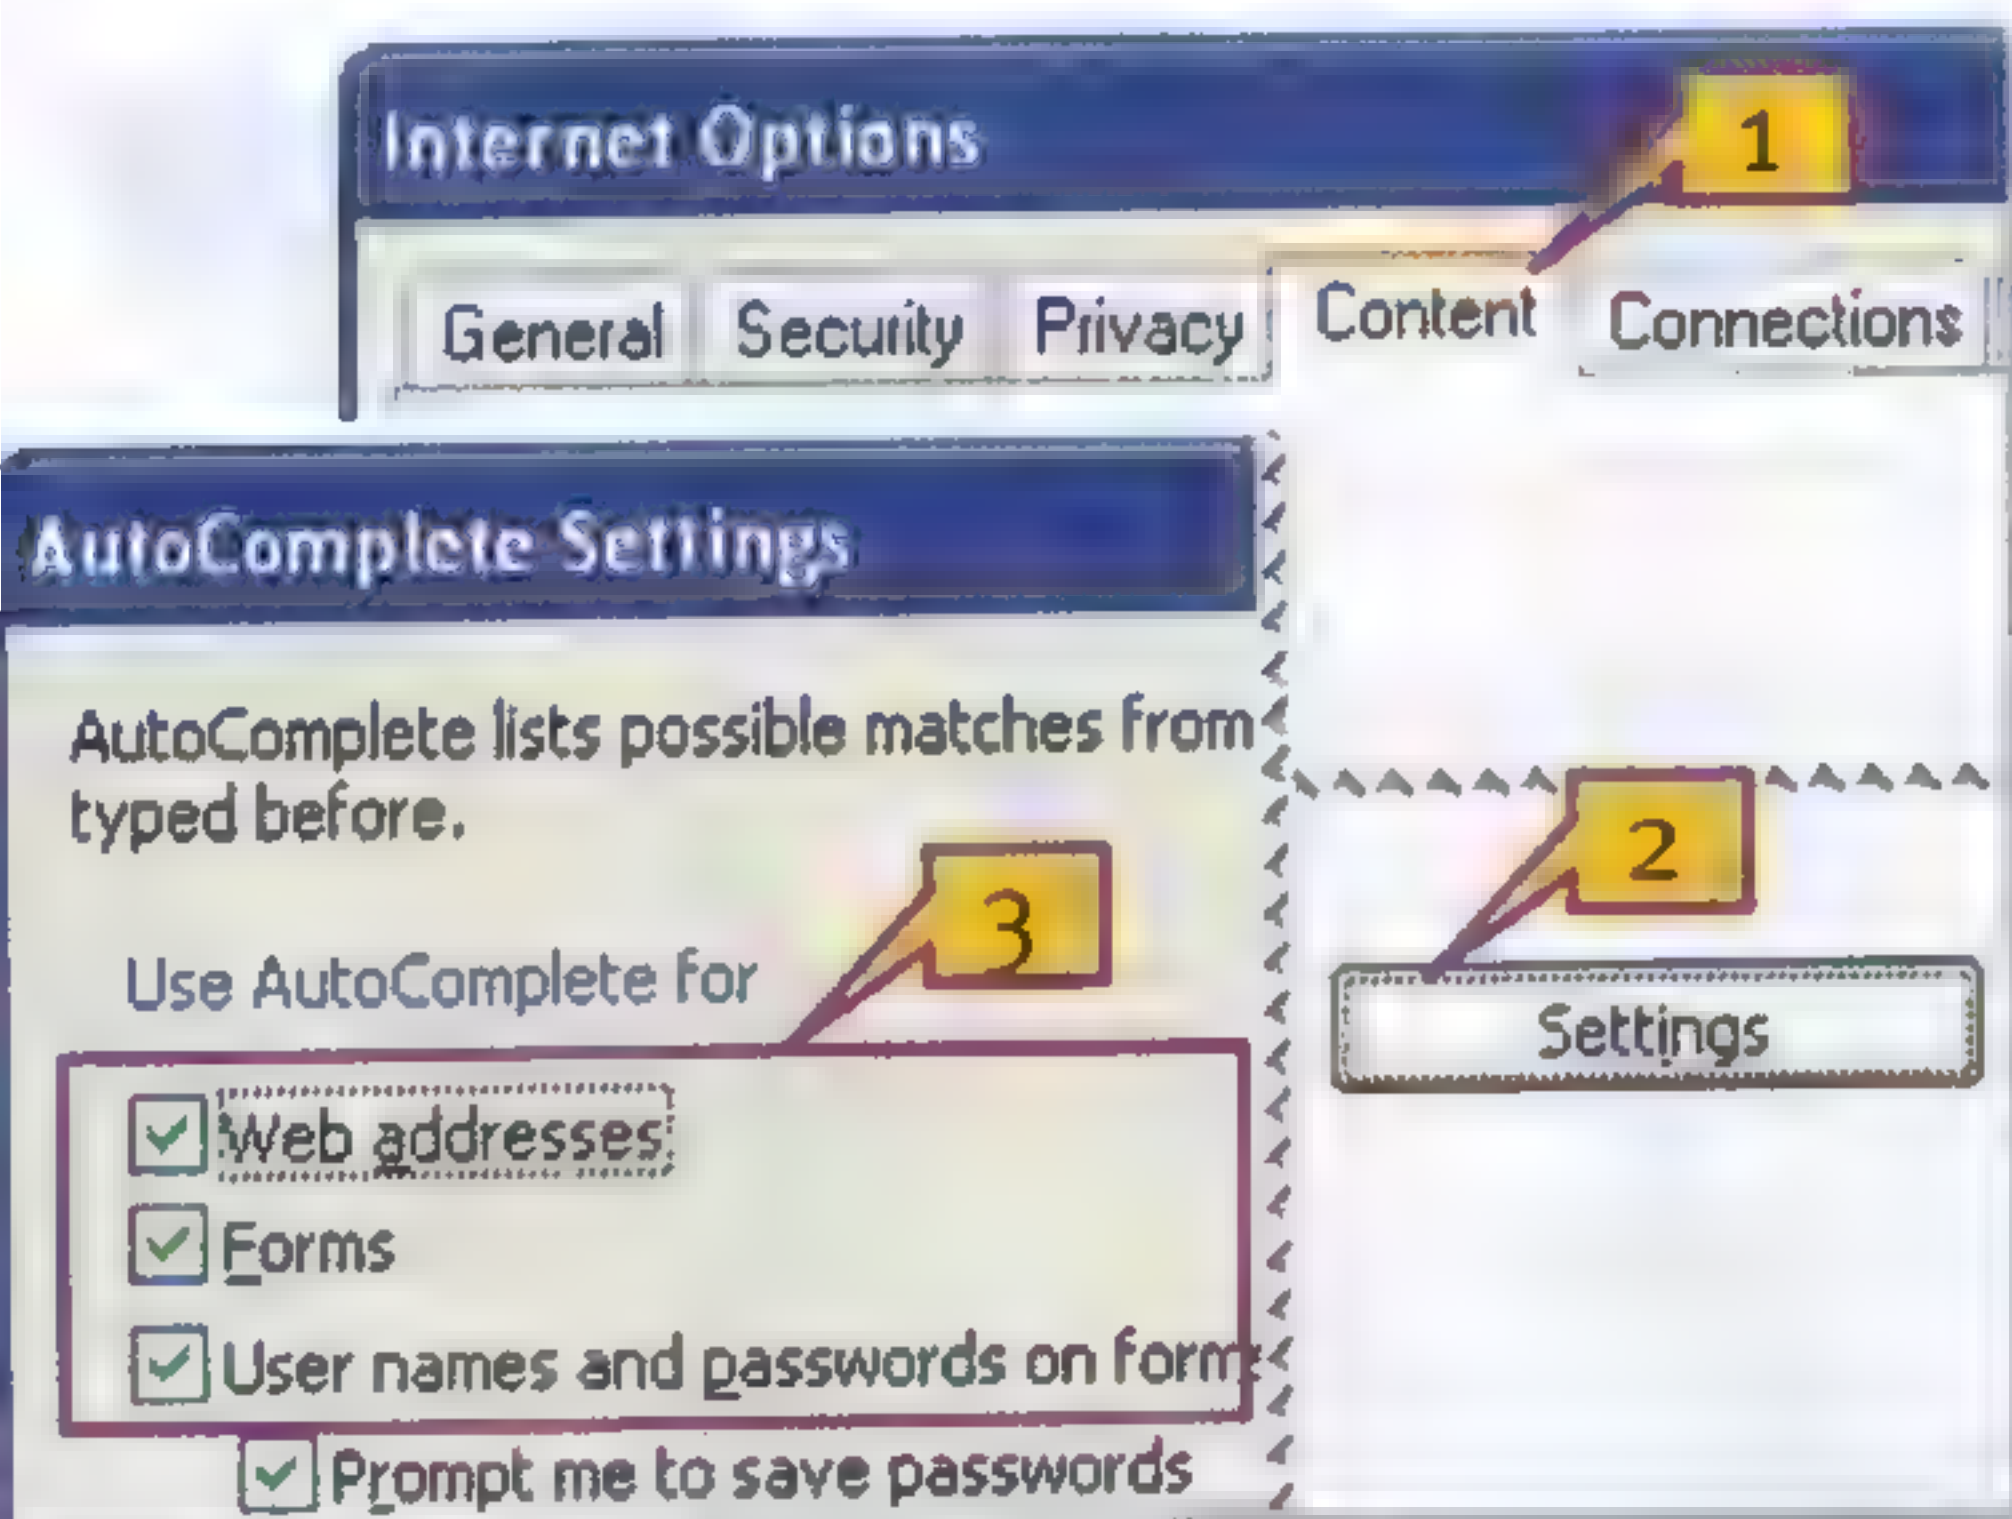 Internet Options
1
General Security Privacy Content Connections
AutoComplete Settings
AutoComplete lists possible matches from
typed before.
2
3
Use AutoComplete for
Settings
Web addresses
Forms
User names and passwords on form
Prompt me to save passwords